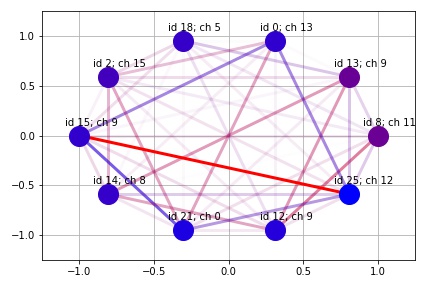 1.0
0.5
0.0
−0.5
−1.0
id 18; ch 5
id 0; ch 13
id 2; ch 15
id 13; ch 9
id 15; ch 9
id 8; ch 11
id 14; ch 8
id 25; ch 12
id 21; ch 0
id 12; ch 9
−1.0 −0.5 0.0 0.5 1.0